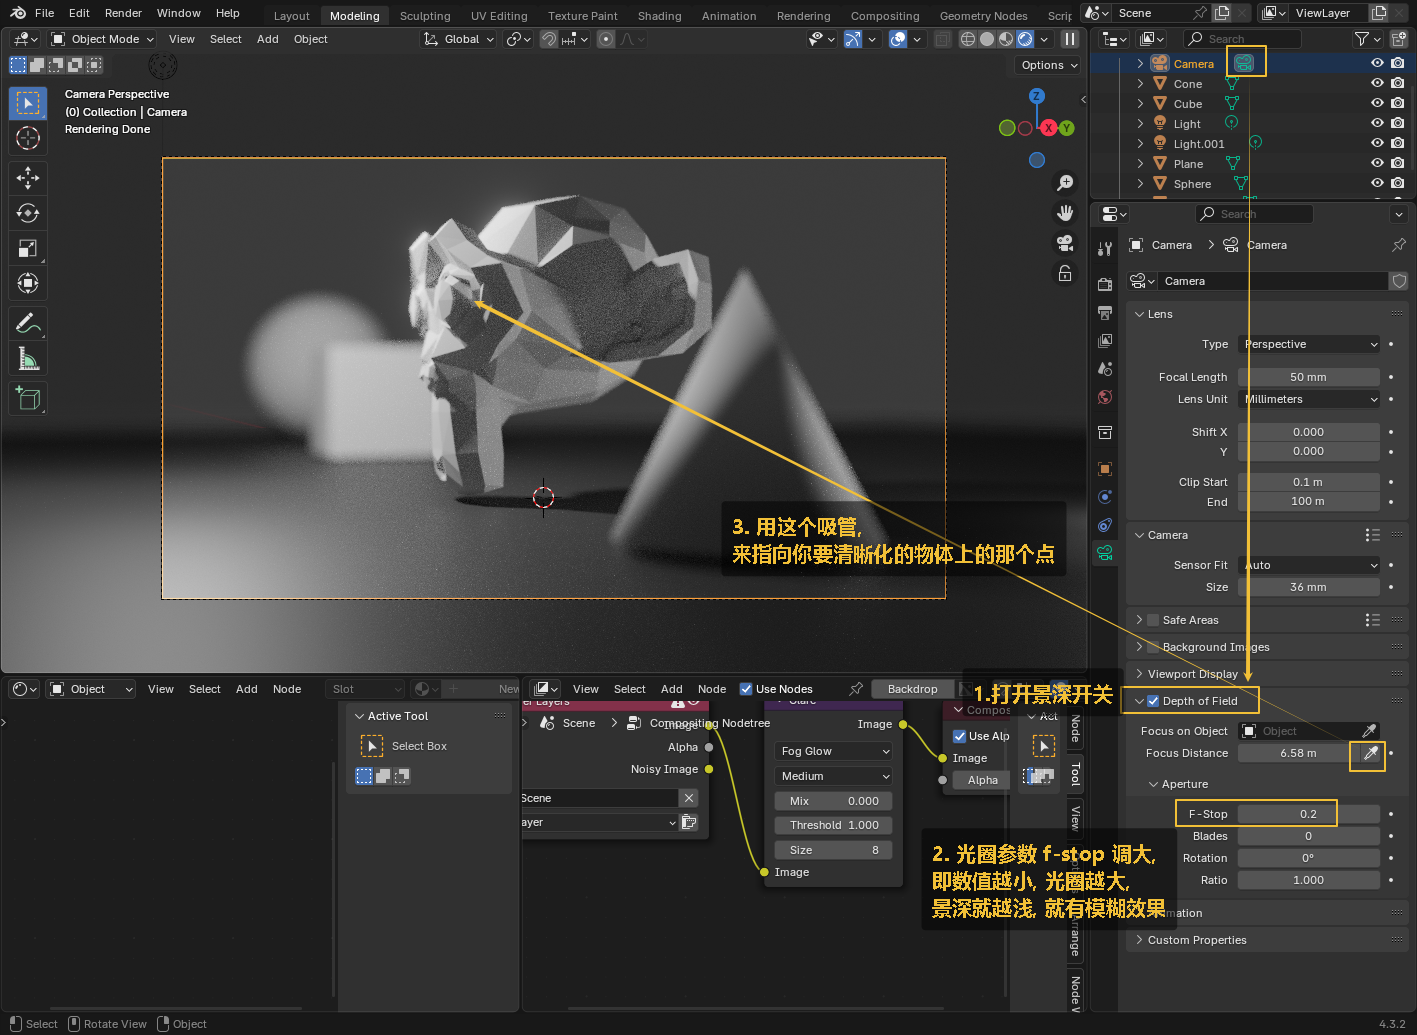 File Edit Render Window Help
Layout Modeling Sculpting UV Editing Texture Paint Shading Animation Rendering Compositing Geometry Nodes Scrip
Scene ViewLayer
Object Mode View Select Add Object
Global
Options
Camera Perspective
(0) Collection | Camera
Rendering Done
Z
X
Y
3. 用这个吸管,
来指向你要清晰化的物体上的那个点
Search
Camera
Cone
Cube
Light
Light.001
Plane
Sphere
Search
Camera > Camera
Camera
Lens
Type Perspective
Focal Length 50 mm
Lens Unit Millimeters
Shift X 0.000
Y 0.000
Clip Start 0.1 m
End 100 m
Camera
Sensor Fit Auto
Size 36 mm
Safe Areas
Background Images
Viewport Display
1.打开景深开关
Depth of Field
Focus on Object Object
Focus Distance 6.58 m
Aperture
F-Stop 0.2
Blades 0
Rotation 0°
Ratio 1.000
mation
Custom Properties
2. 光圈参数 f-stop 调大,
即数值越小, 光圈越大,
景深就越浅, 就有模糊效果
Object View Select Add Node Slot New
Active Tool
Select Box
View Select Add Node Use Nodes Backdrop
er Layers
Scene > Compositing Nodetree
Image
Alpha
Noisy Image
Scene
ayer
Glare
Image
Fog Glow
Medium
Mix 0.000
Threshold 1.000
Size 8
Image
Compos
Use Alp
Image
Alpha
Act
Node
Tool
View
Arrange
Node W
Select Rotate View Object
4.3.2